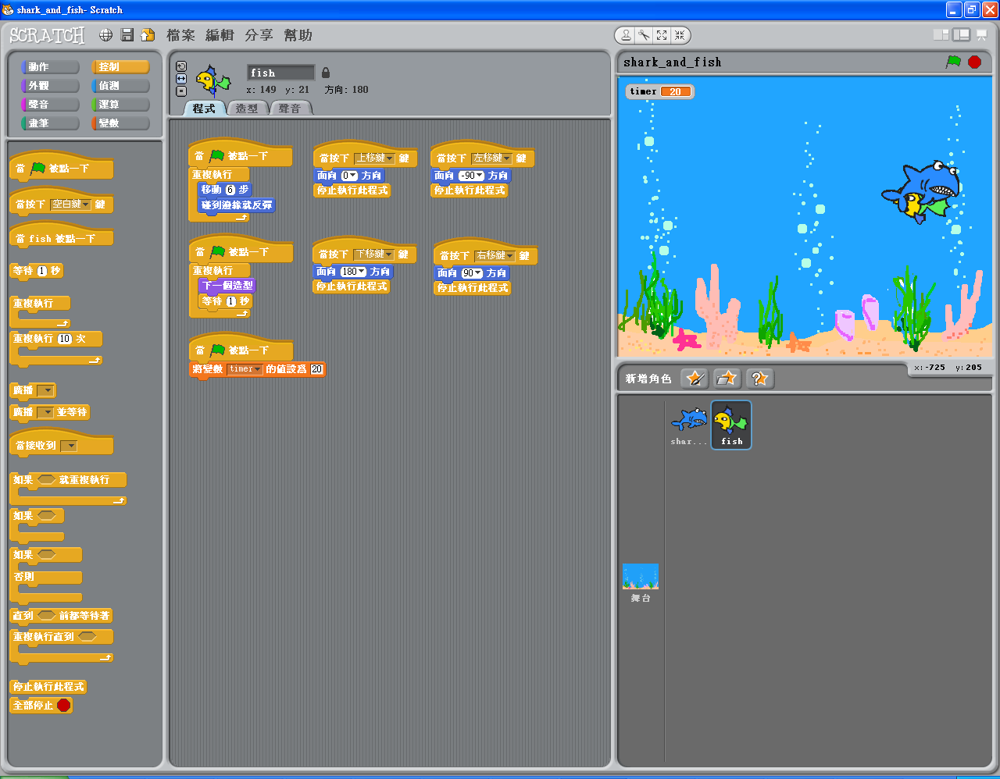 shark_and_fish- Scratch
SCRATCH 檔案 編輯 分享 幫助
動作 控制
外觀 偵測
聲音 運算
畫筆 變數
當 被點一下
當按下 空白鍵 鍵
當 fish 被點一下
等待 1 秒
重複執行
重複執行 10 次
廣播
廣播 並等待
當接收到
如果 就重複執行
如果
如果
否則
直到 前都等待著
重複執行直到
停止執行此程式
全部停止
fish
x: 149 y: 21 方向: 180
程式 造型 聲音
當 被點一下
重複執行
移動 6 步
碰到邊緣就反彈
當按下 上移鍵 鍵
面向 0 方向
停止執行此程式
當按下 左移鍵 鍵
面向 -90 方向
停止執行此程式
當 被點一下
重複執行
下一個造型
等待 1 秒
當按下 下移鍵 鍵
面向 180 方向
停止執行此程式
當按下 右移鍵 鍵
面向 90 方向
停止執行此程式
當 被點一下
將變數 timer 的值設為 20
shark_and_fish
timer 20
x:-725 y:205
新增角色
shar...
fish
舞台